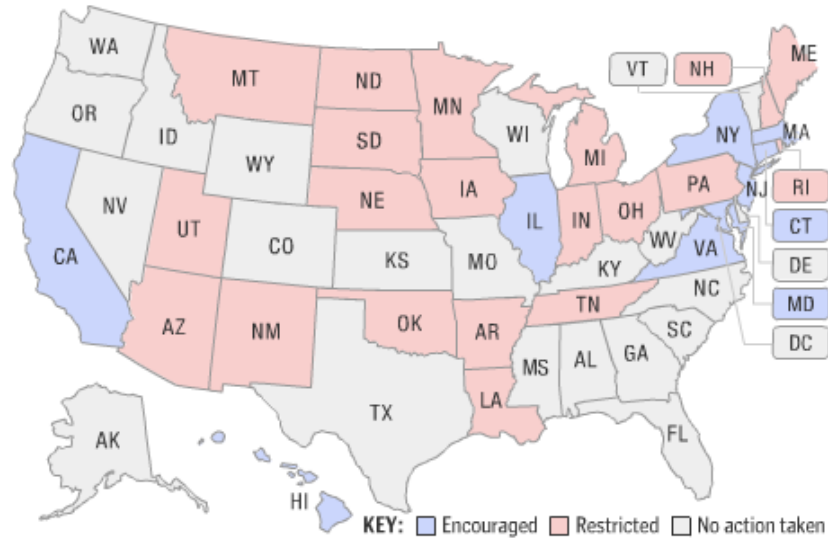 WA
MT
ND
MN
VT
NH
ME
OR
ID
SD
WI
NY
MA
WY
MI
IA
PA
NJ
RI
NE
NV
UT
IL
IN
OH
CT
CA
CO
KS
MO
WV
VA
KY
DE
NC
MD
AZ
NM
OK
AR
TN
SC
DC
MS
AL
GA
LA
TX
FL
AK
HI
KEY: Encouraged Restricted No action taken